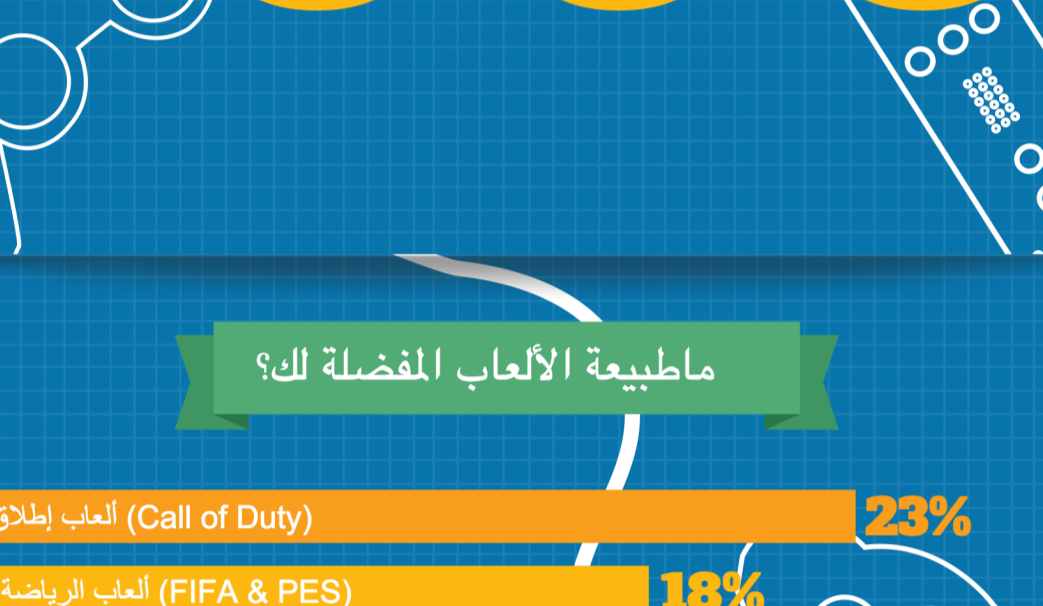 ماطبيعة الألعاب المفضلة لك؟
ألعاب إطلاق (Call of Duty)
23%
ألعاب الرياضة (FIFA & PES)
18%